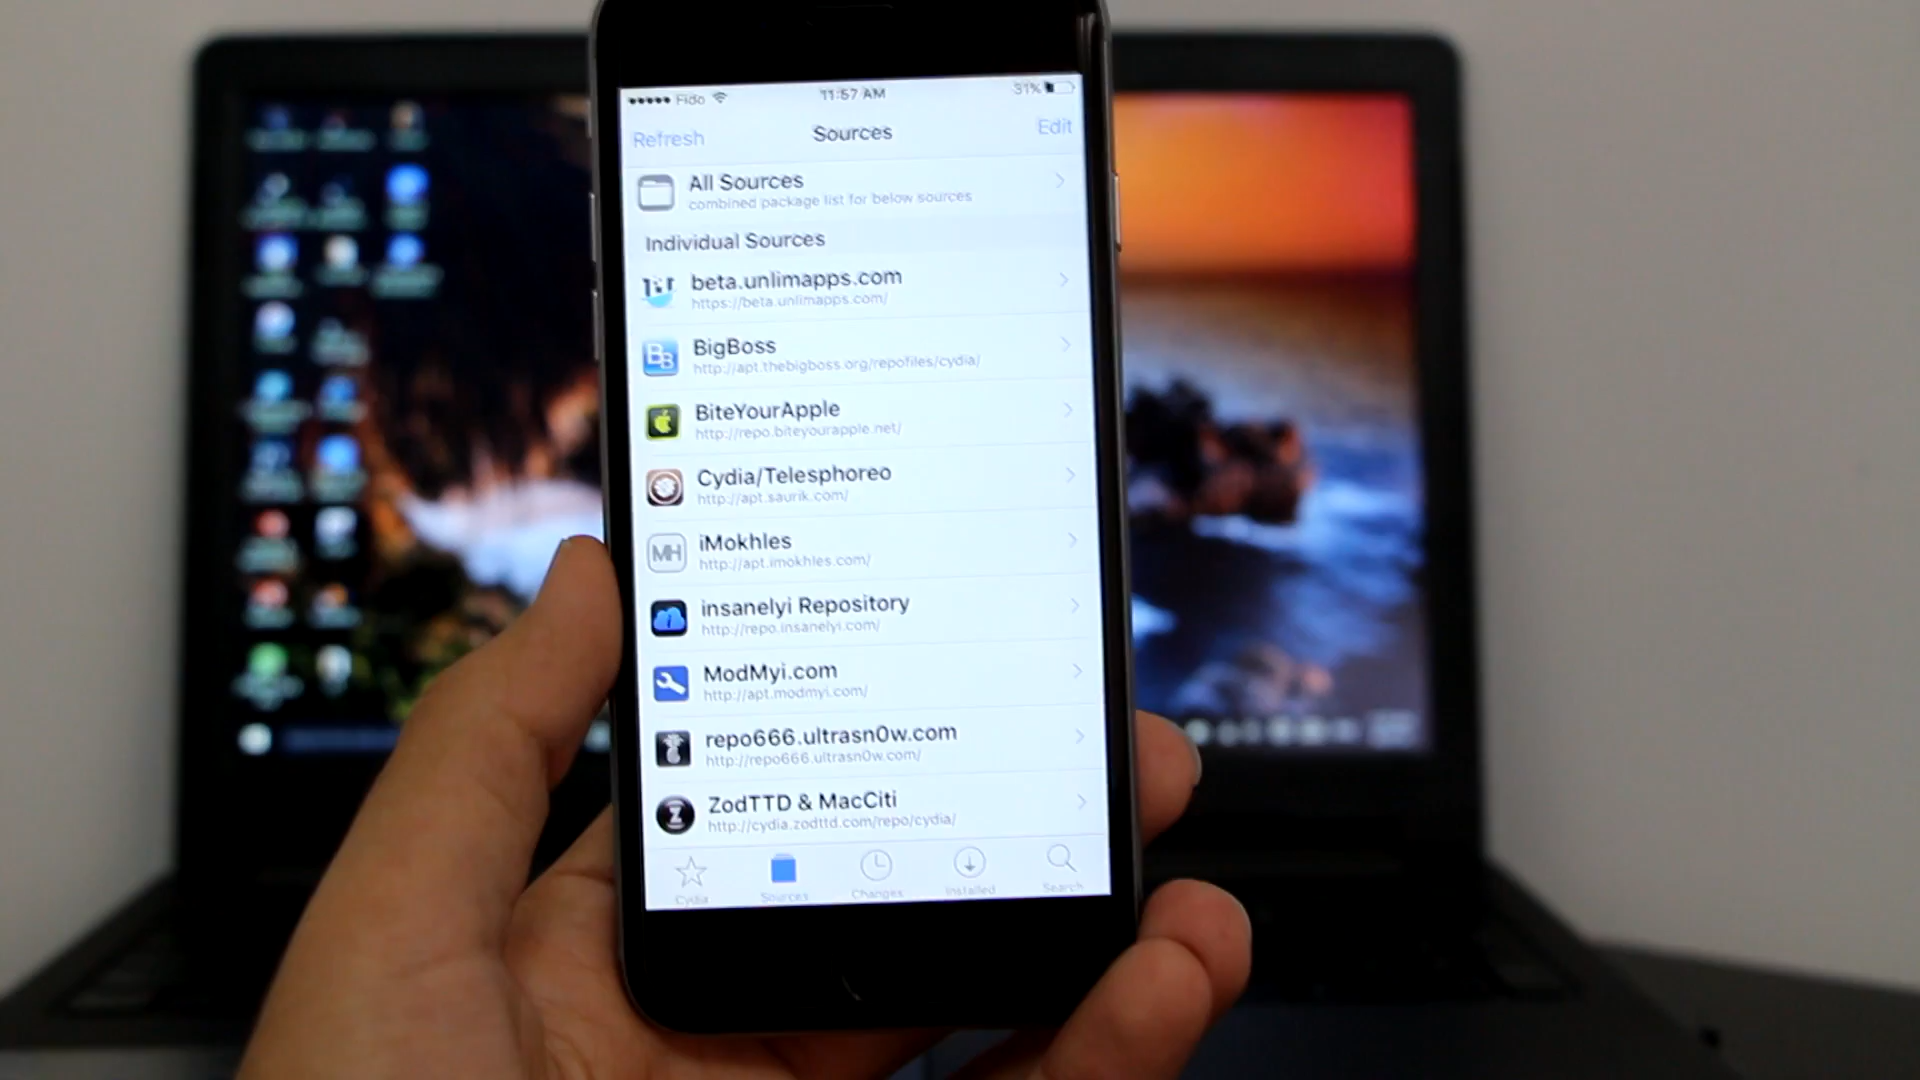 Fido 11:57 AM 31%
Refresh Sources Edit
All Sources
combined package list for below sources
Individual Sources
beta.unlimapps.com
https://beta.unlimapps.com/
BigBoss
http://apt.thebigboss.org/repofiles/cydia/
BiteYourApple
http://repo.biteyourapple.net/
Cydia/Telesphoreo
http://apt.saurik.com/
MH
iMokhles
http://apt.imokhles.com/
insanelyi Repository
http://repo.insanelyi.com/
ModMyi.com
http://apt.modmyi.com/
repo666.ultrasn0w.com
http://repo666.ultrasn0w.com/
Z
ZodTTD & MacCiti
http://cydia.zodttd.com/repo/cydia/
Cydia Sources Changes Installed Search